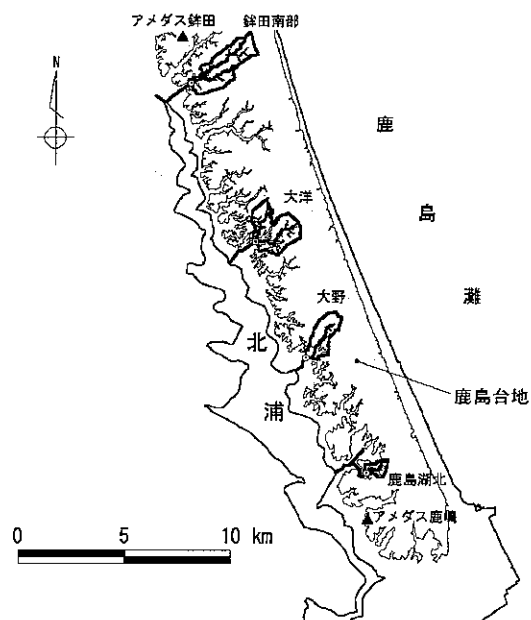 アメダス鉾田
鉾田南部
N
鹿
島
灘
大洋
大野
北
浦
鹿島台地
鹿島湖北
アメダス鹿嶋
0 5 10 km